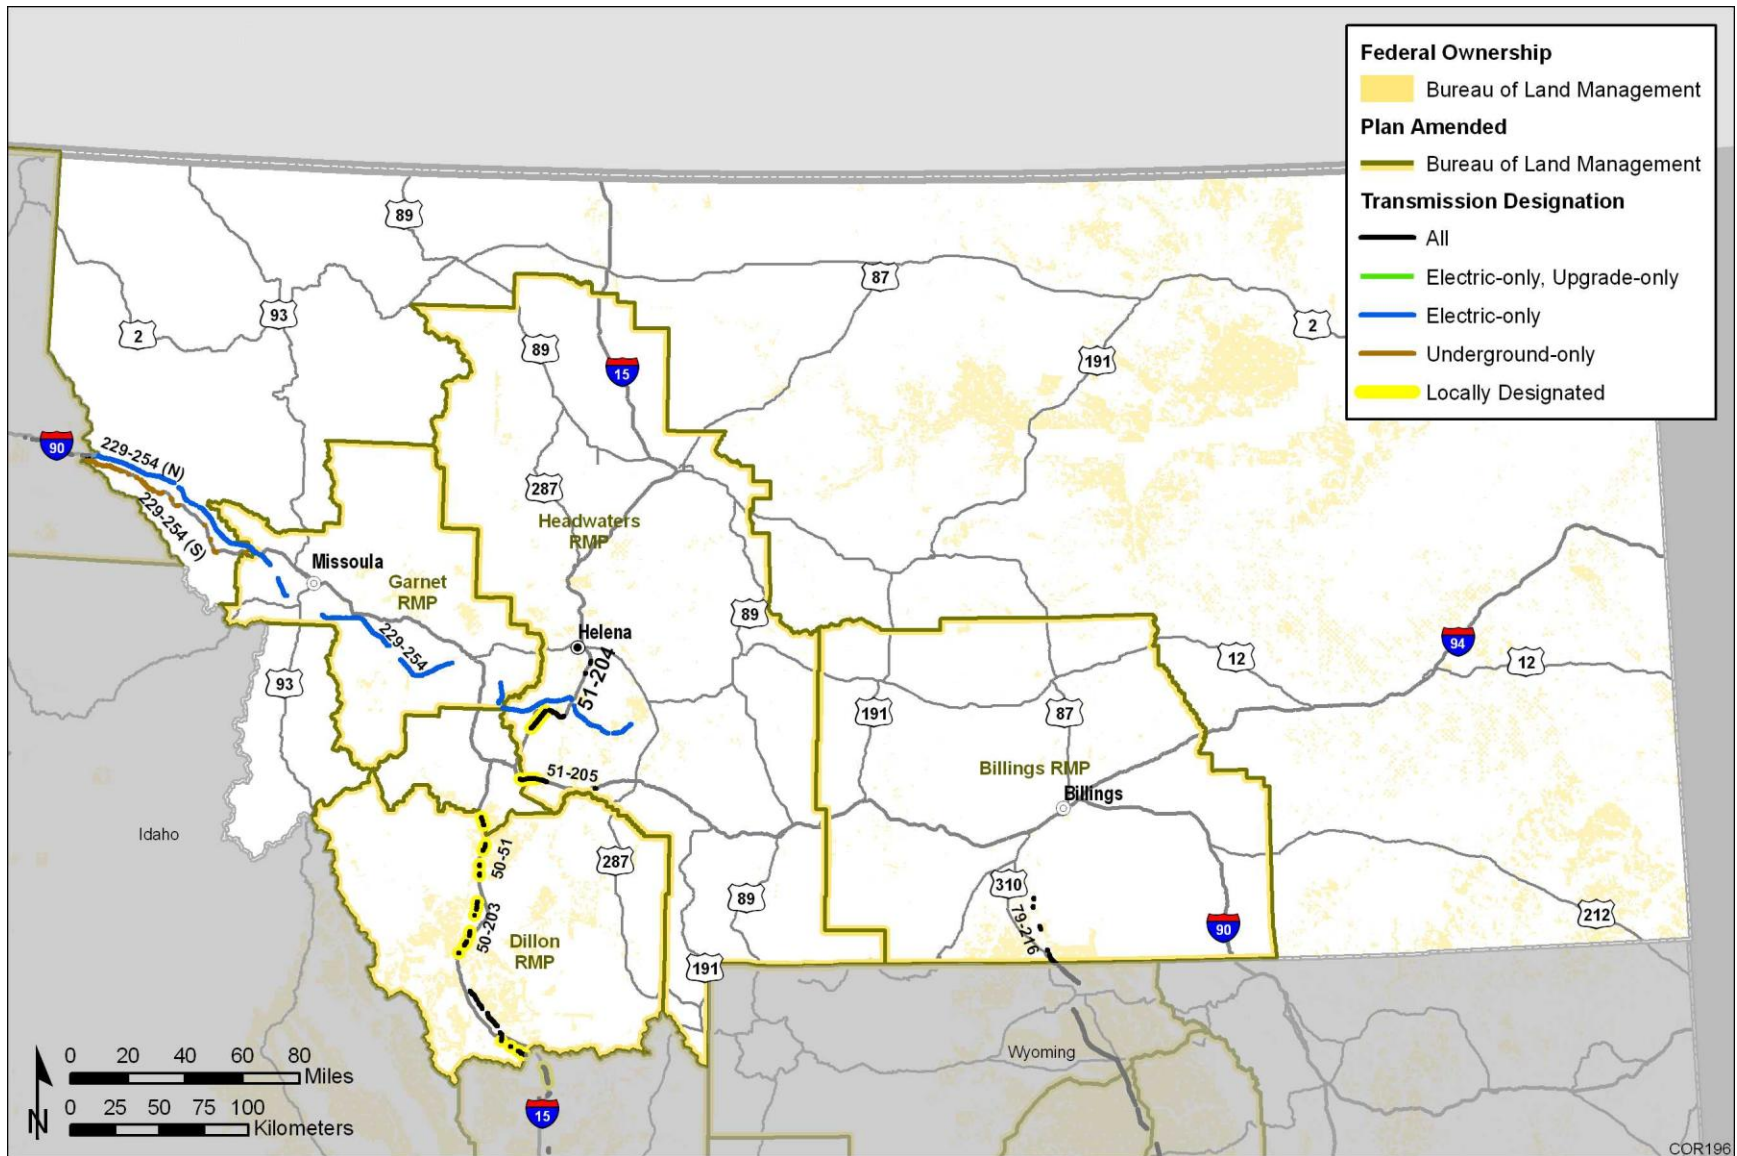 Federal Ownership
Bureau of Land Management
Plan Amended
Bureau of Land Management
Transmission Designation
All
Electric-only, Upgrade-only
Electric-only
Underground-only
Locally Designated
89
87
93
2
2
89
191
15
90
229-254 (N)
287
229-254 (S)
Headwaters
RMP
Missoula
Garnet
RMP
89
Helena
94
229-254
12
12
51-204
93
191
87
51-205
Billings RMP
Billings
Idaho
50-51
287
310
89
212
50-203
79-216
90
Dillon
RMP
191
Wyoming
0 20 40 60 80
Miles
0 25 50 75 100
Kilometers
N
15
COR196